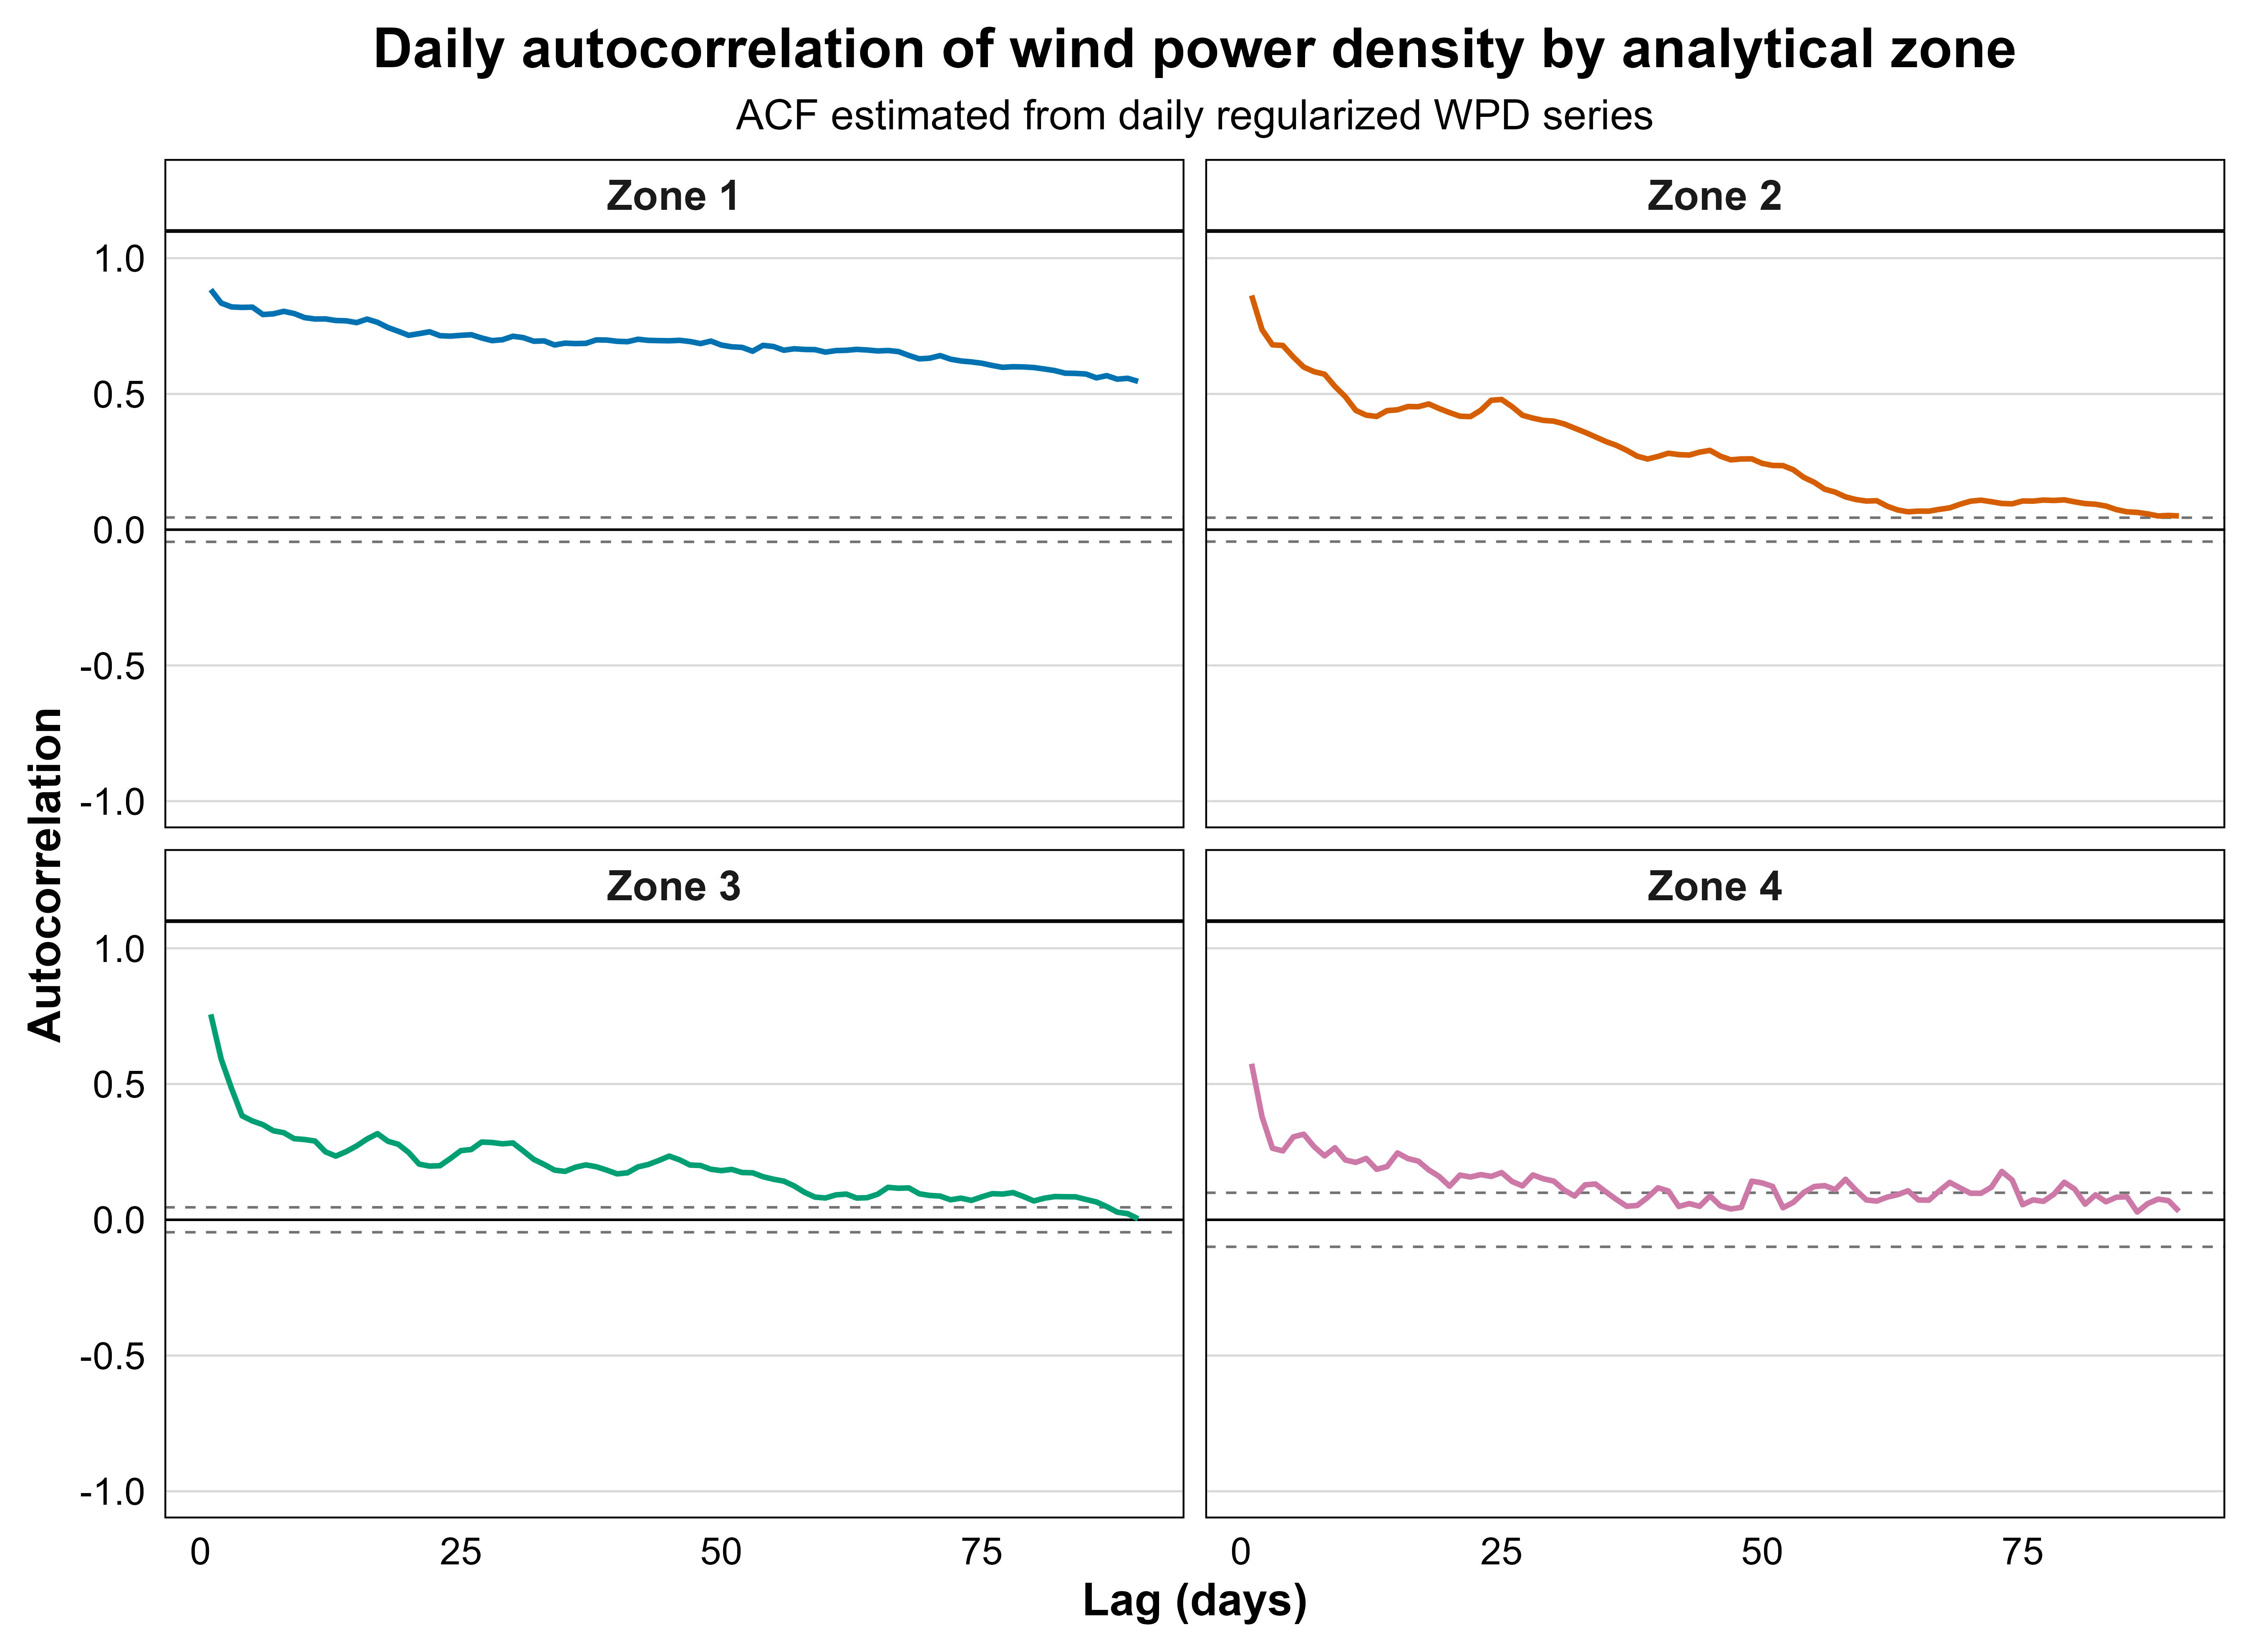 Daily autocorrelation of wind power density by analytical zone
ACF estimated from daily regularized WPD series
Zone 1
Zone 2
1.0
0.5
0.0
-0.5
-1.0
Autocorrelation
Zone 3
Zone 4
1.0
0.5
0.0
-0.5
-1.0
0 25 50 75 0 25 50 75
Lag (days)